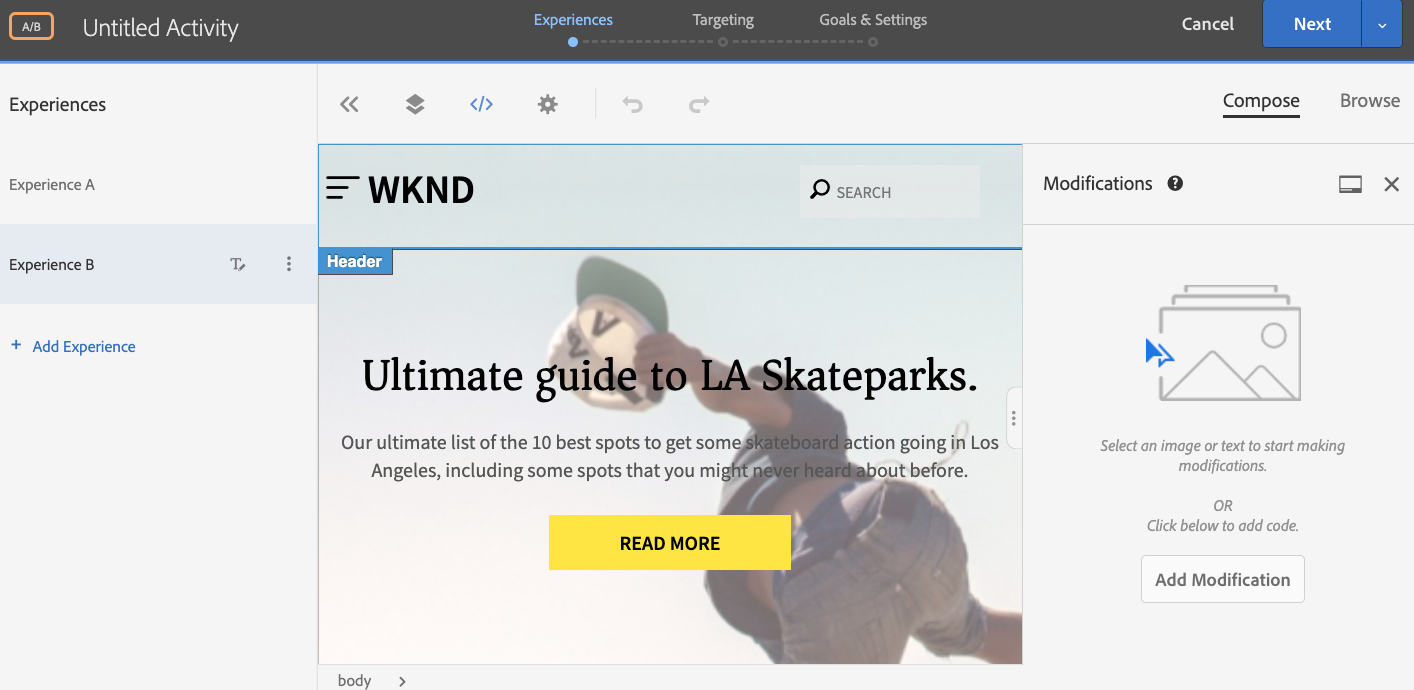 A/B
Untitled Activity
Experiences
Targeting
Goals & Settings
Cancel
Next
Experiences
Experience A
Experience B
+ Add Experience
</>
Compose
Browse
WKND
SEARCH
Header
Ultimate guide to LA Skateparks.
Our ultimate list of the 10 best spots to get some skateboard action going in Los
Angeles, including some spots that you might never heard about before.
READ MORE
body
Modifications ?
Select an image or text to start making
modifications.
OR
Click below to add code.
Add Modification